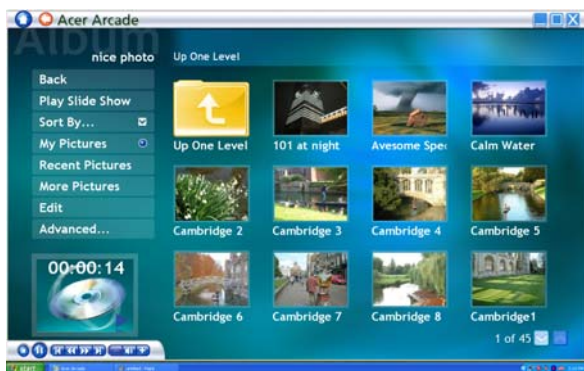 Acer Arcade
Album
nice photo
Up One Level
Back
Play Slide Show
Sort By...
My Pictures
Recent Pictures
More Pictures
Edit
Advanced...
00:00:14
Up One Level
101 at night
Avesome Spec
Calm Water
Cambridge 2
Cambridge 3
Cambridge 4
Cambridge 5
Cambridge 6
Cambridge 7
Cambridge 8
Cambridge1
1 of 45
start